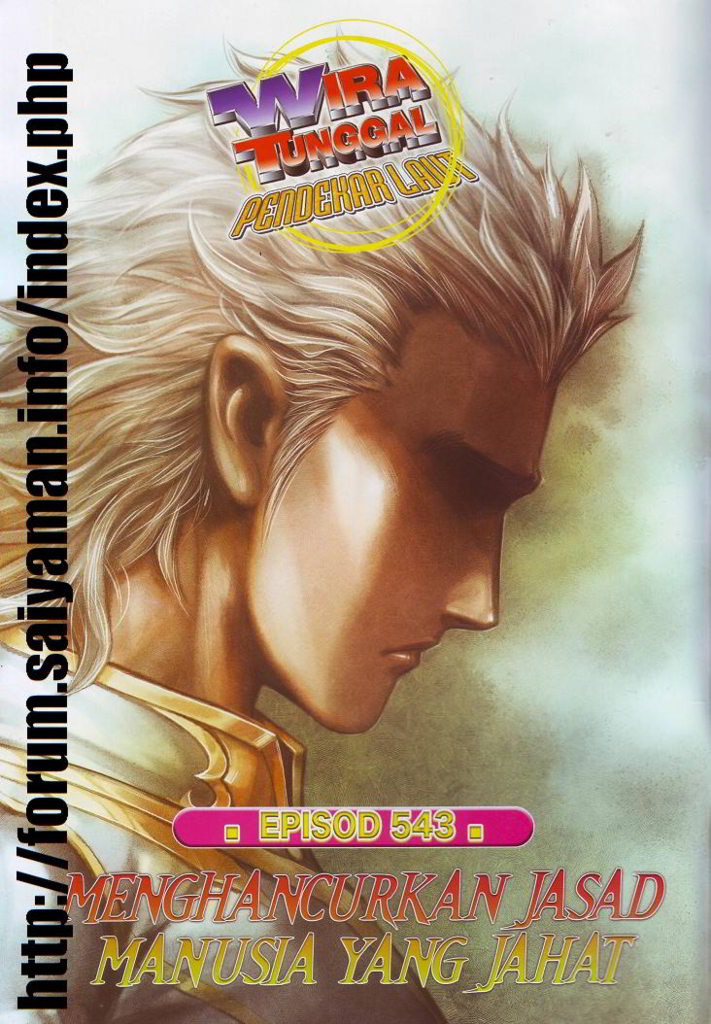 WIRA
TUNGGAL
PENDEKAR LAUT
http://forum.saiyaman.info/index.php
EPISOD 543
MENGHANCURKAN JASAD
MANUSIA YANG JAHAT